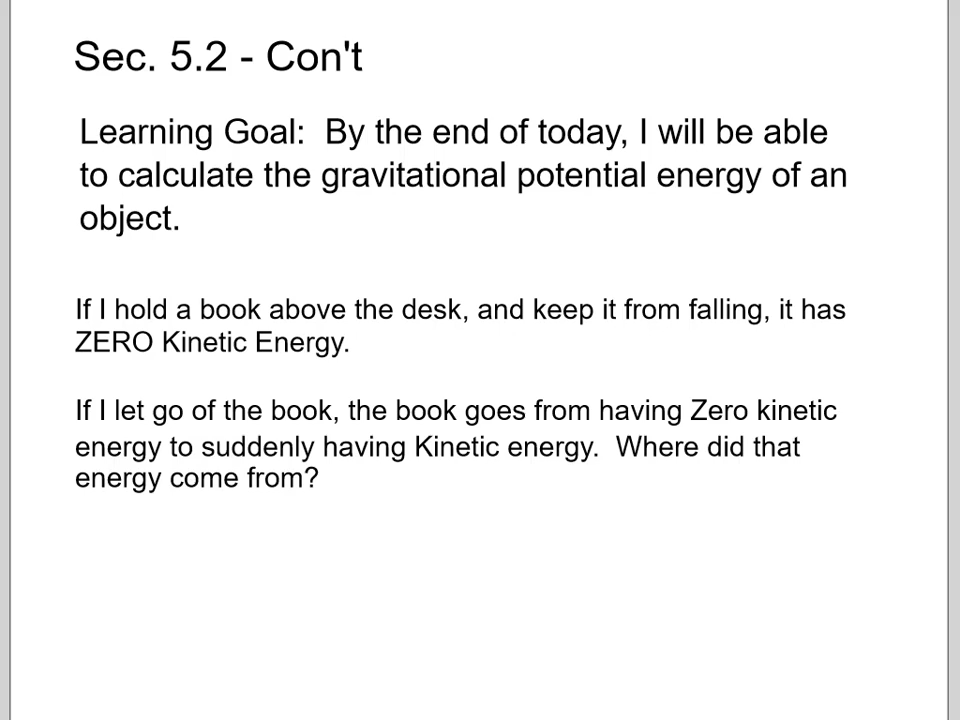 Sec. 5.2 - Con't
Learning Goal:  By the end of today, I will be able
to calculate the gravitational potential energy of an
object.
If I hold a book above the desk, and keep it from falling, it has
ZERO Kinetic Energy.
If I let go of the book, the book goes from having Zero kinetic
energy to suddenly having Kinetic energy.  Where did that
energy come from?